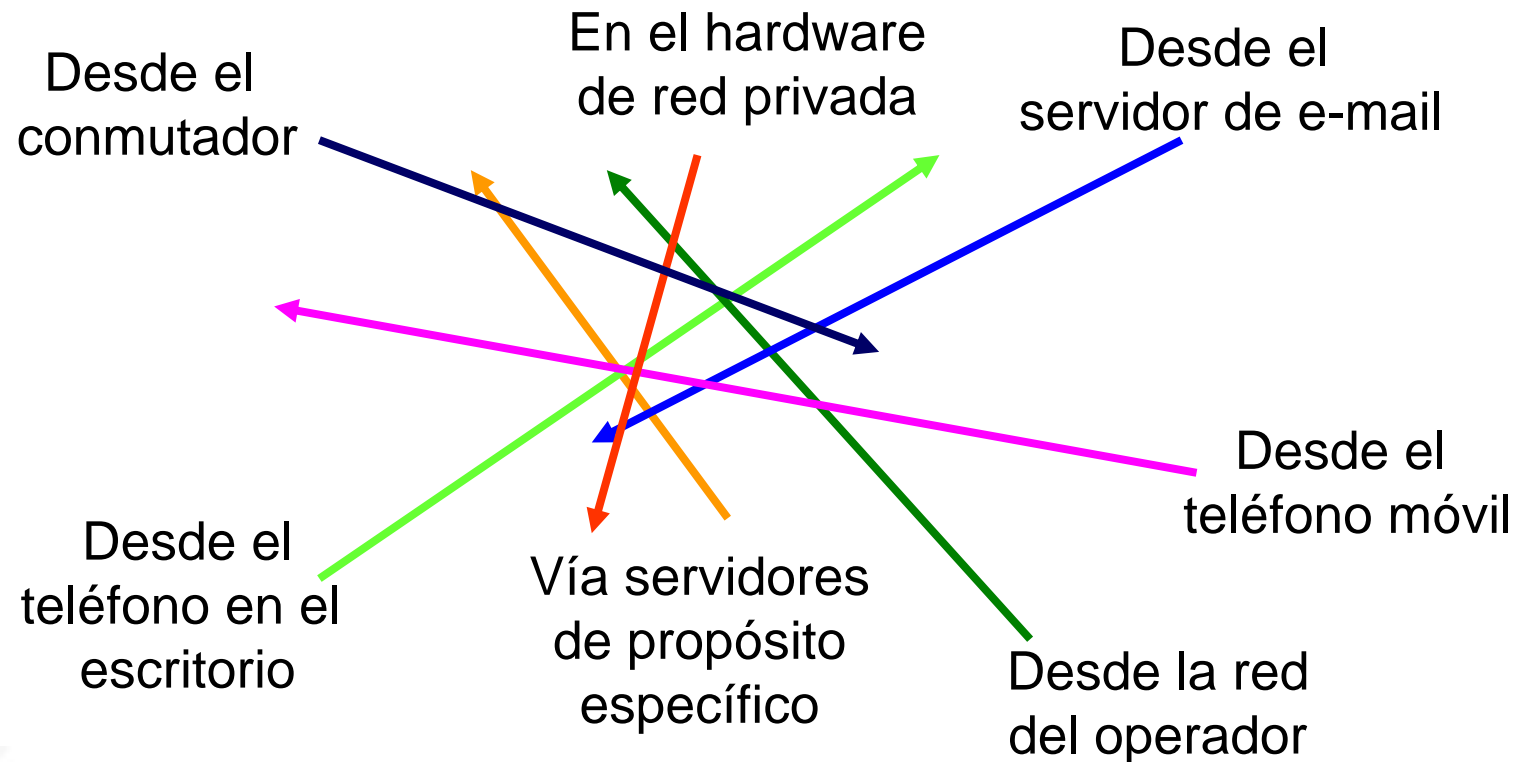 Desde el
conmutador
En el hardware
de red privada
Desde el
servidor de e-mail
Desde el
teléfono móvil
Desde el
teléfono en el
escritorio
Vía servidores
de propósito
específico
Desde la red
del operador